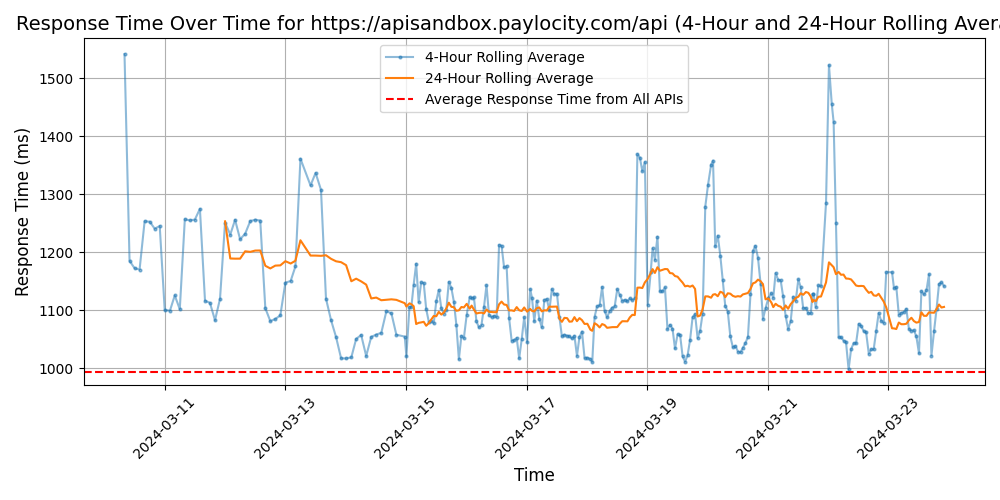 Response Time Over Time for https://apisandbox.paylocity.com/api (4-Hour and 24-Hour Rolling Avera
4-Hour Rolling Average
24-Hour Rolling Average
Average Response Time from All APIs
Response Time (ms)
1500
1400
1300
1200
1100
1000
2024-03-11
2024-03-13
2024-03-15
2024-03-17
2024-03-19
2024-03-21
2024-03-23
Time